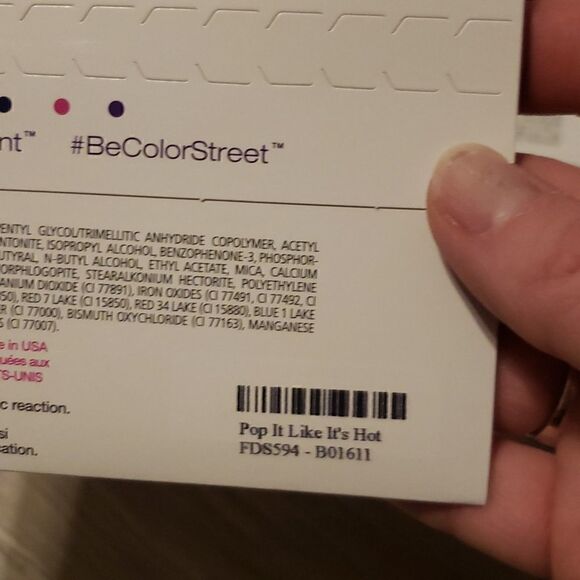 nt™ #BeColorStreet™
PENTYL GLYCOL/TRIMELLITIC ANHYDRIDE COPOLYMER, ACETYL
NTONITE, ISOPROPYL ALCOHOL, BENZOPHENONE-3, PHOSPHOR-
UTYRAL, N-BUTYL ALCOHOL, ETHYL ACETATE, MICA, CALCIUM
ORPHLOGOPITE, STEARALKONIUM HECTORITE, POLYETHYLENE
ANIUM DIOXIDE (CI 77891), IRON OXIDES (CI 77491, CI 77492, CI
50), RED 7 LAKE (CI 15850), RED 34 LAKE (CI 15880), BLUE 1 LAKE
R (CI 77000), BISMUTH OXYCHLORIDE (CI 77163), MANGANESE
S (CI 77007).
e in USA
uées aux
TS-UNIS
c reaction.
si
cation.
Pop It Like It's Hot
FDS594 - B01611